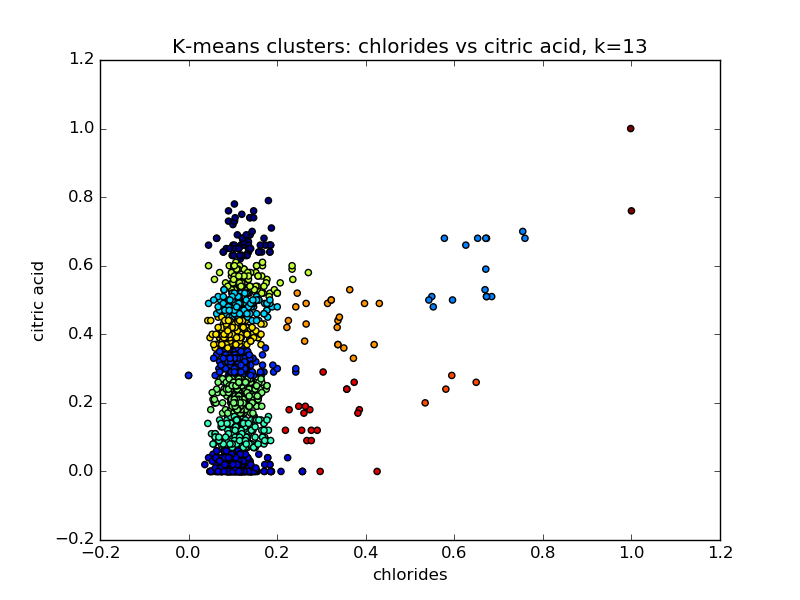 K-means clusters: chlorides vs citric acid, k=13
1.2
1.0
0.8
0.6
0.4
0.2
0.0
−0.2
citric acid
−0.2 0.0 0.2 0.4 0.6 0.8 1.0 1.2
chlorides